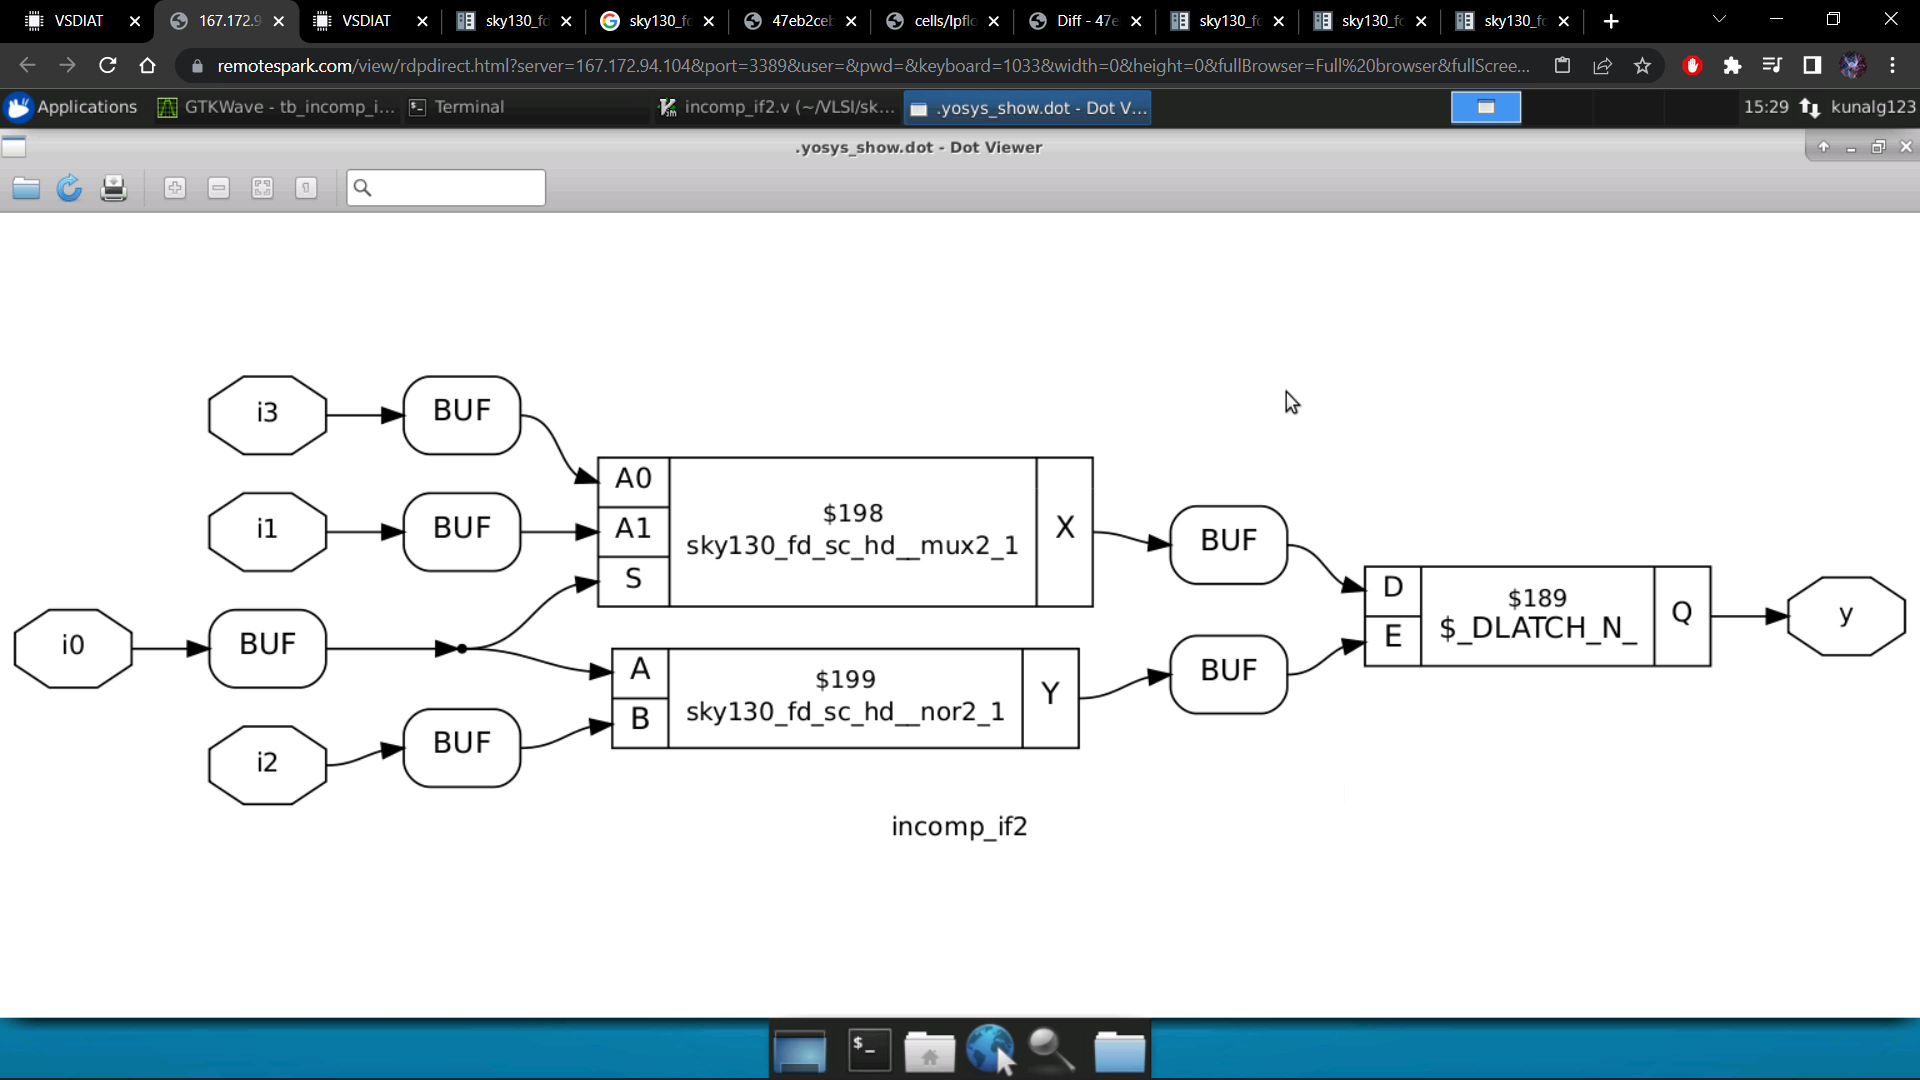 VSDIAT
167.172.9
VSDIAT
sky130_fd
sky130_fd
47eb2ceb
cells/lpflo
Diff - 47e
sky130_fd
sky130_fd
sky130_fd
remotespark.com/view/rdpdirect.html?server=167.172.94.104&port=3389&user=&pwd=&keyboard=1033&width=0&height=0&fullBrowser=Full%20browser&fullScree...
Applications
GTKWave - tb_incomp_i...
Terminal
incomp_if2.v (~/VLSI/sk...
.yosys_show.dot - Dot V...
15:29
kunalg123
.yosys_show.dot - Dot Viewer
i3
BUF
A0
i1
BUF
A1
S
$198
sky130_fd_sc_hd__mux2_1
X
BUF
i0
BUF
A
B
$199
sky130_fd_sc_hd__nor2_1
Y
BUF
D
E
$189
$_DLATCH_N_
Q
y
i2
BUF
incomp_if2